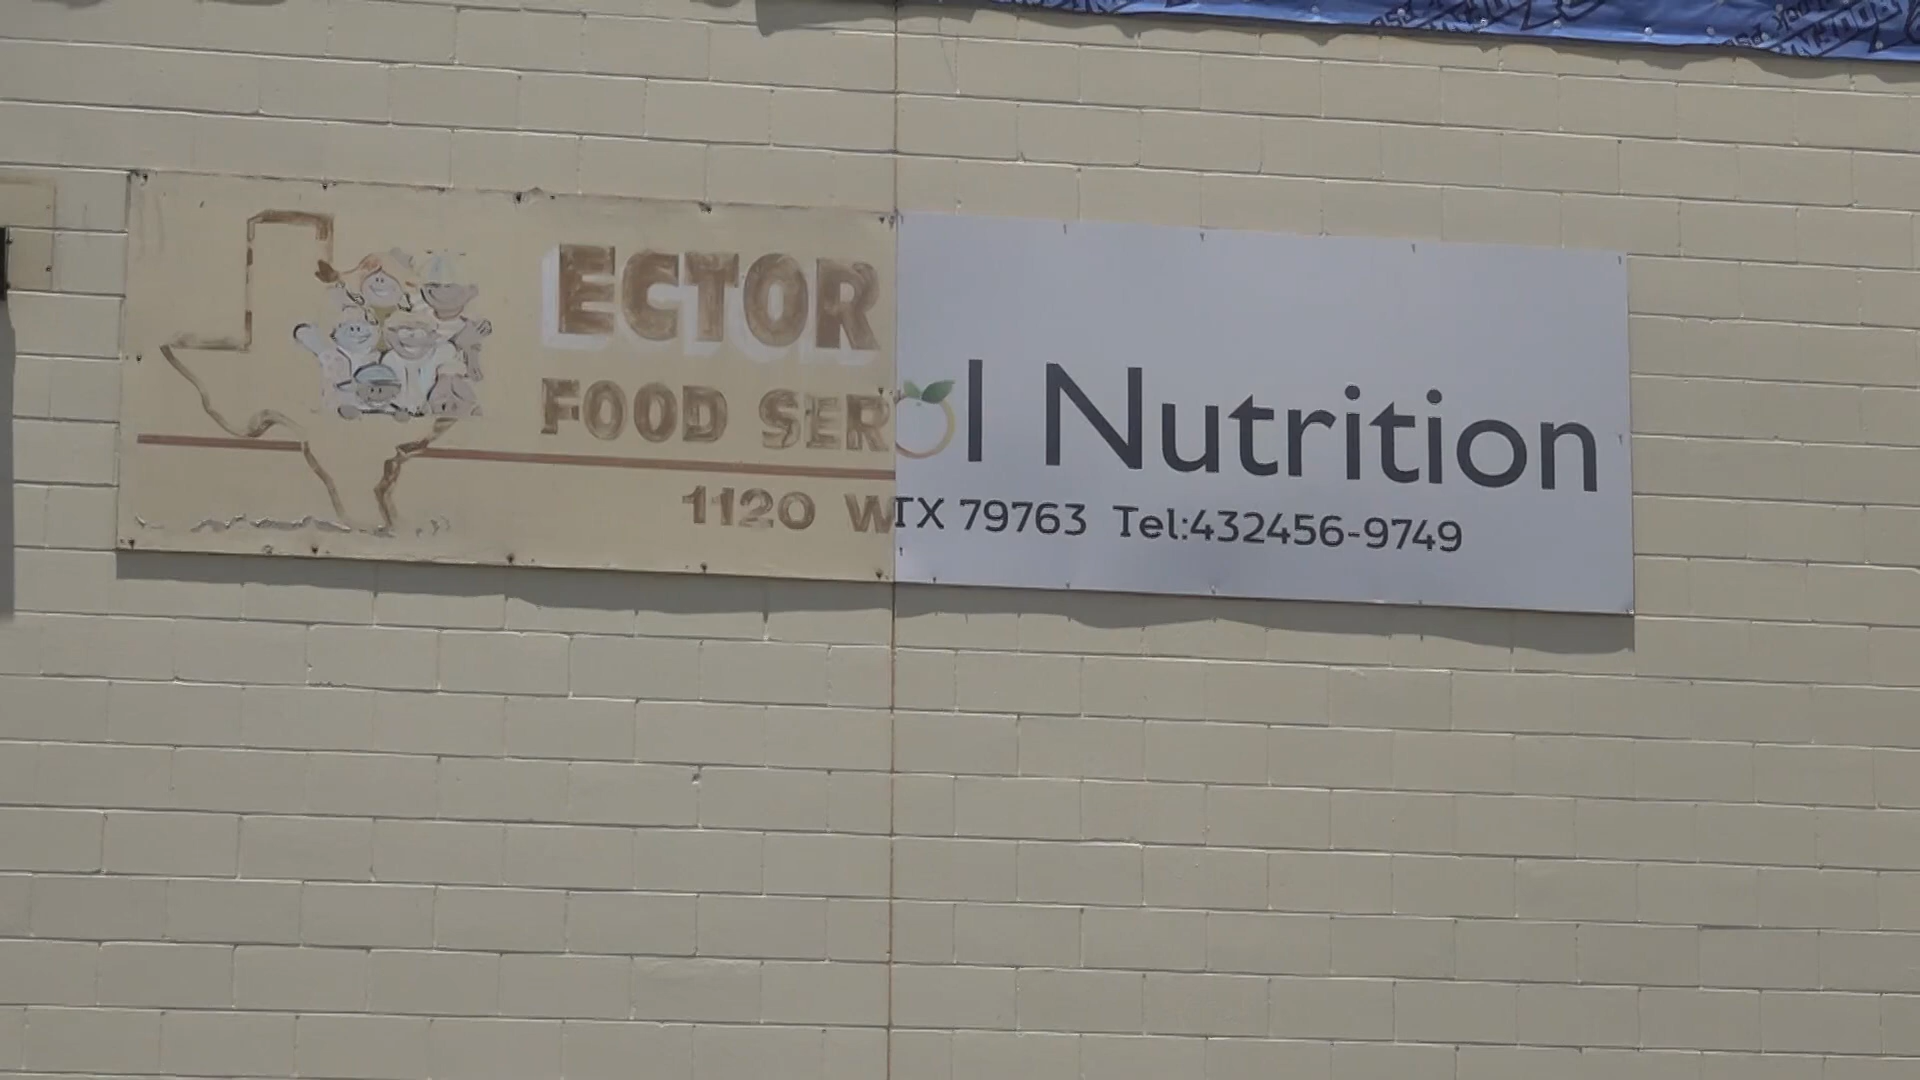 ECTOR
FOOD SER
1120 W
l Nutrition
TX 79763 Tel:432456-9749